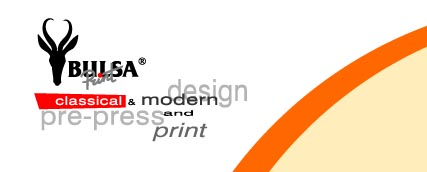 BULSA®
Print
design
classical & modern
pre-press and
print